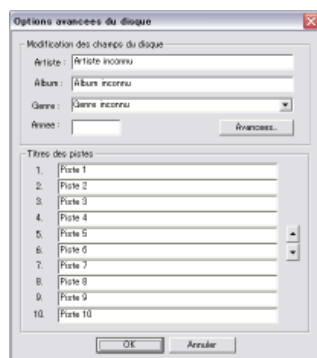 Options avancees du disque
Modification des champs du disque
Artiste : Artiste inconnu
Album : Album inconnu
Genre : Genre inconnu
Annee :
Avancees...
Titres des pistes
1. Piste 1
2. Piste 2
3. Piste 3
4. Piste 4
5. Piste 5
6. Piste 6
7. Piste 7
8. Piste 8
9. Piste 9
10. Piste 10
OK Annuler